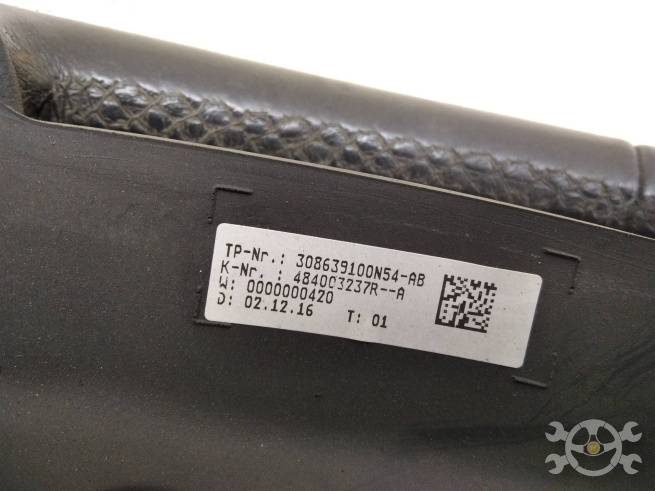 TP-Nr.: 308639100N54-AB
K-Nr. : 484003237R--A
W: 0000000420
D: 02.12.16 T: 01